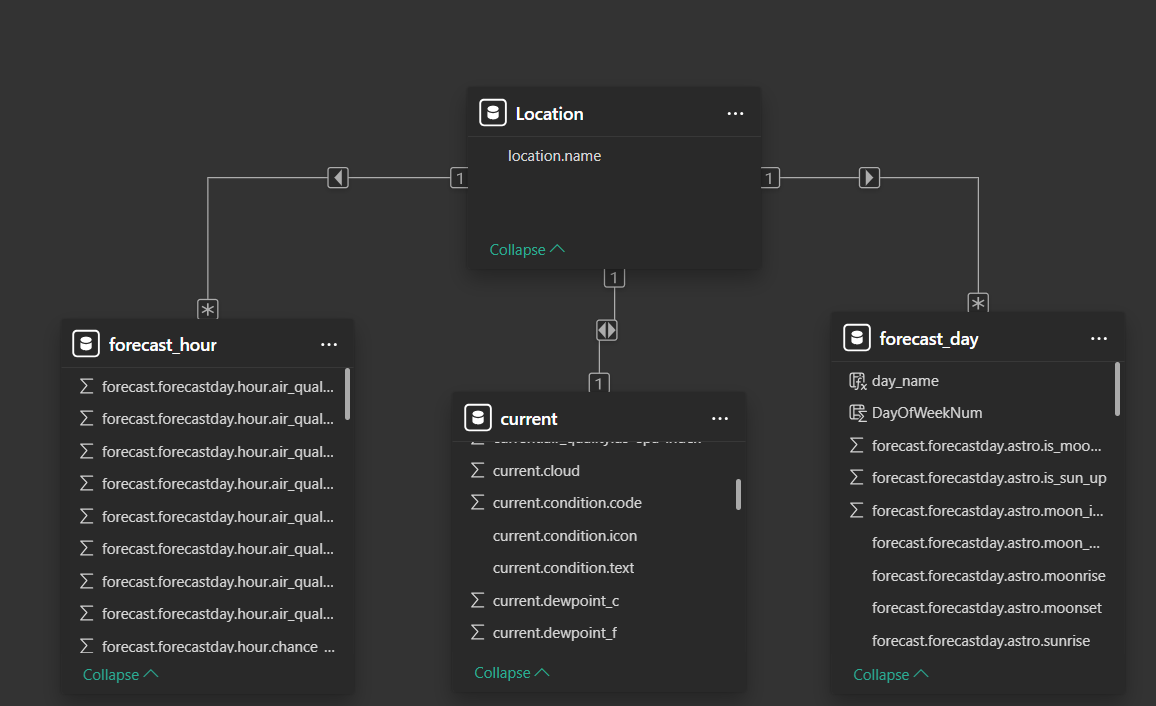 Location
location.name
Collapse
1
1
1
*
*
1
forecast_hour
forecast.forecastday.hour.air_qual...
forecast.forecastday.hour.air_qual...
forecast.forecastday.hour.air_qual...
forecast.forecastday.hour.air_qual...
forecast.forecastday.hour.air_qual...
forecast.forecastday.hour.air_qual...
forecast.forecastday.hour.air_qual...
forecast.forecastday.hour.air_qual...
forecast.forecastday.hour.chance_...
Collapse
current
current.cloud
current.condition.code
current.condition.icon
current.condition.text
current.dewpoint_c
current.dewpoint_f
Collapse
forecast_day
day_name
DayOfWeekNum
forecast.forecastday.astro.is_moo...
forecast.forecastday.astro.is_sun_up
forecast.forecastday.astro.moon_i...
forecast.forecastday.astro.moon_...
forecast.forecastday.astro.moonrise
forecast.forecastday.astro.moonset
forecast.forecastday.astro.sunrise
Collapse